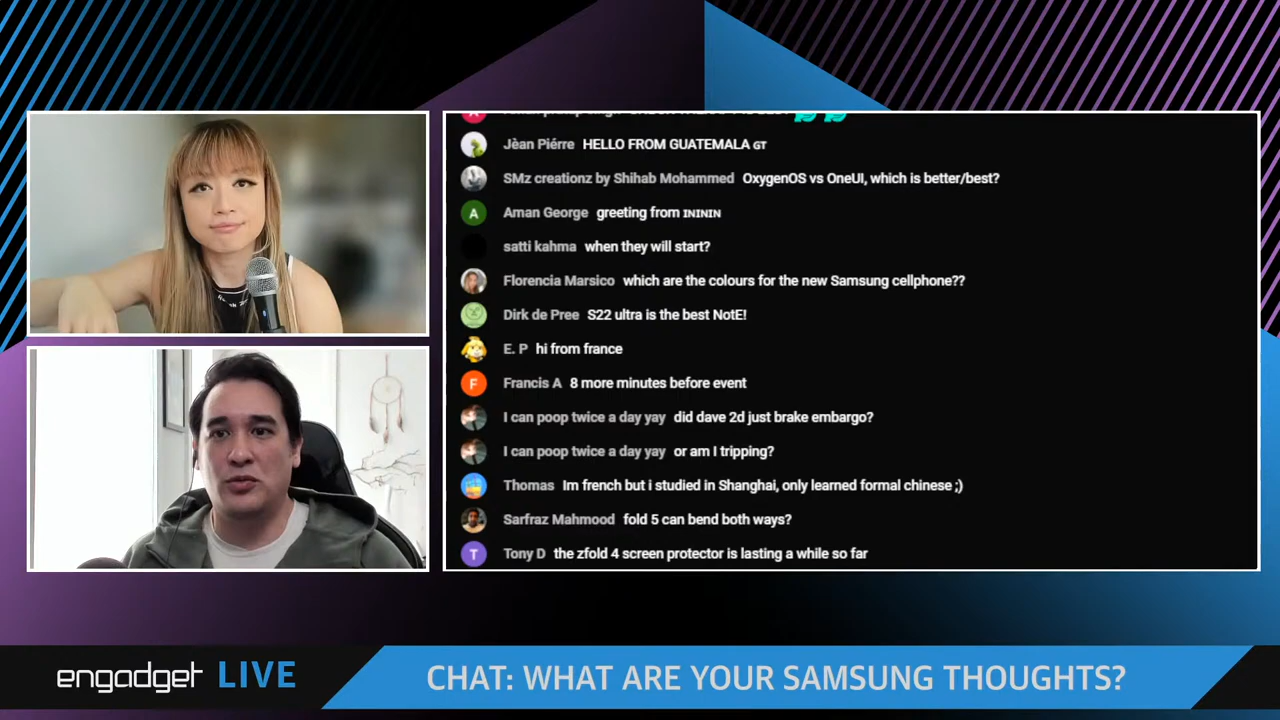 Jèan Piérre HELLO FROM GUATEMALA GT
SMz creationz by Shihab Mohammed OxygenOS vs OneUI, which is better/best?
A Aman George greeting from ɪɴɪɴɪɴ
satti kahma when they will start?
Florencia Marsico which are the colours for the new Samsung cellphone??
Dirk de Pree S22 ultra is the best NotE!
E. P hi from france
F Francis A 8 more minutes before event
I can poop twice a day yay did dave 2d just brake embargo?
I can poop twice a day yay or am I tripping?
Thomas Im french but i studied in Shanghai, only learned formal chinese ;)
Sarfraz Mahmood fold 5 can bend both ways?
T Tony D the zfold 4 screen protector is lasting a while so far
engadget LIVE
CHAT: WHAT ARE YOUR SAMSUNG THOUGHTS?